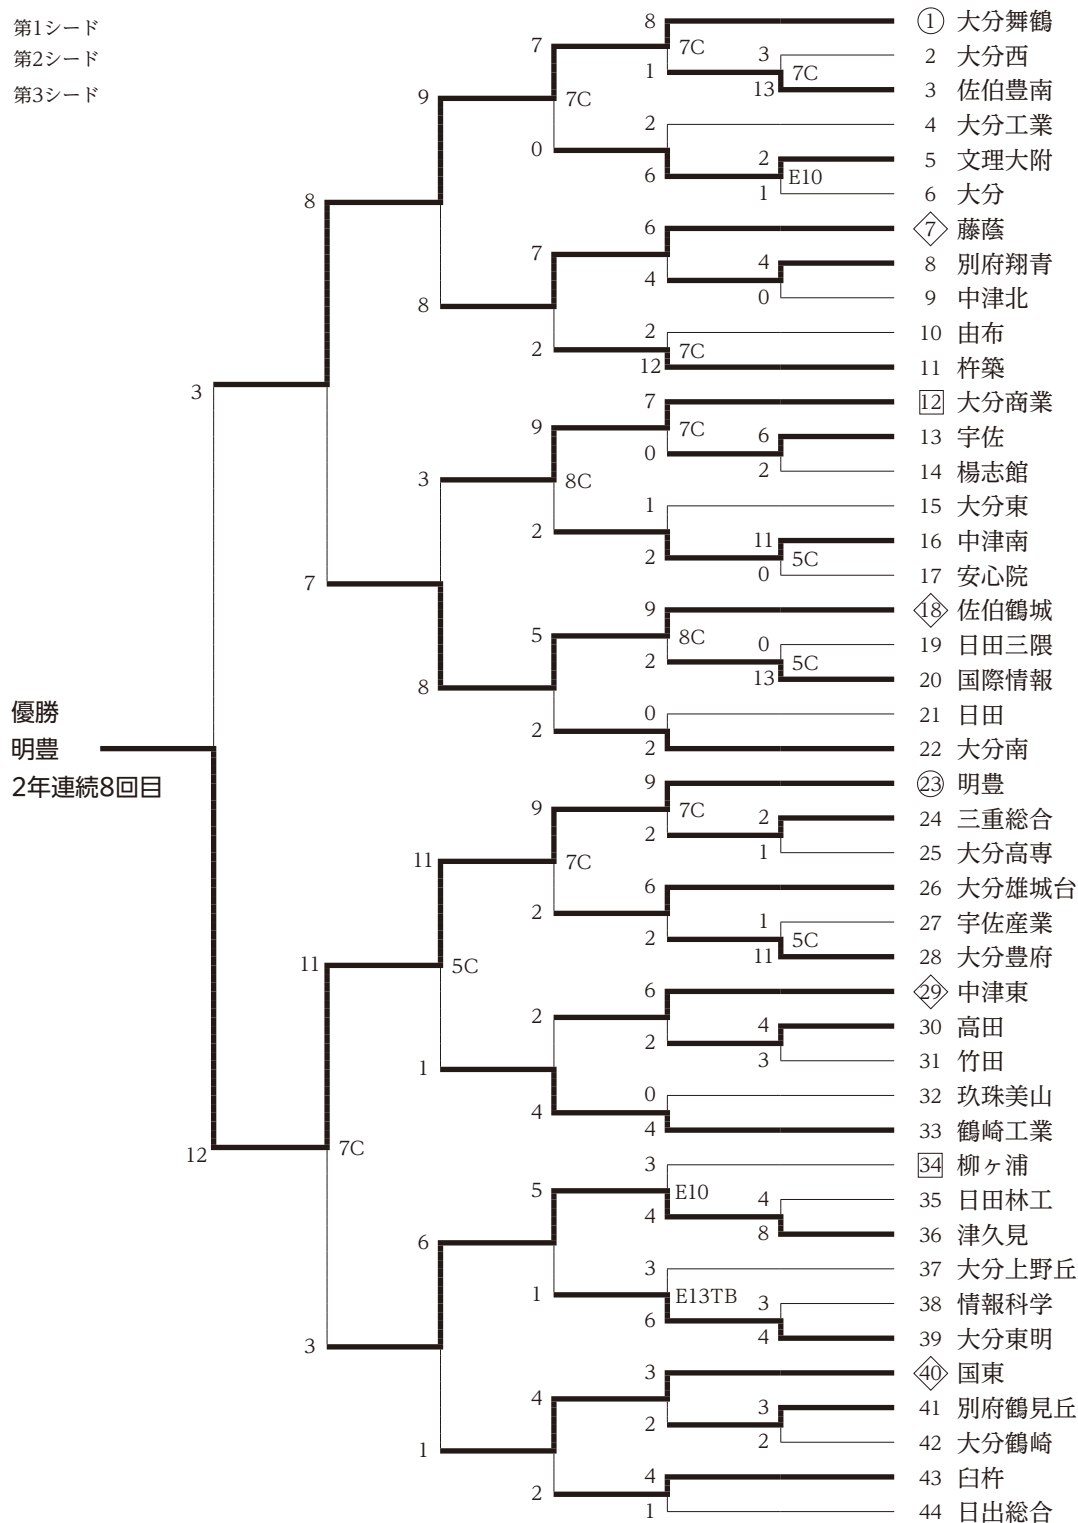 第1シード
第2シード
第3シード
優勝
明豊
2年連続8回目
8
7C
1
3
7C
13
7
7C
0
2
6
2
E10
1
9
8
6
4
4
0
7
2
2
7C
12
8
3
7
7C
0
6
2
9
8C
2
1
2
11
5C
0
3
7
9
8C
2
0
5C
13
5
2
0
2
8
9
7C
2
2
1
9
7C
2
6
2
1
5C
11
11
5C
1
6
2
4
3
2
4
0
4
11
7C
12
3
E10
4
4
8
5
1
3
E13TB
6
3
4
6
3
1
3
2
3
2
4
2
4
1
1 大分舞鶴
2 大分西
3 佐伯豊南
4 大分工業
5 文理大附
6 大分
7 藤蔭
8 別府翔青
9 中津北
10 由布
11 杵築
12 大分商業
13 宇佐
14 楊志館
15 大分東
16 中津南
17 安心院
18 佐伯鶴城
19 日田三隈
20 国際情報
21 日田
22 大分南
23 明豊
24 三重総合
25 大分高専
26 大分雄城台
27 宇佐産業
28 大分豊府
29 中津東
30 高田
31 竹田
32 玖珠美山
33 鶴崎工業
34 柳ヶ浦
35 日田林工
36 津久見
37 大分上野丘
38 情報科学
39 大分東明
40 国東
41 別府鶴見丘
42 大分鶴崎
43 臼杵
44 日出総合